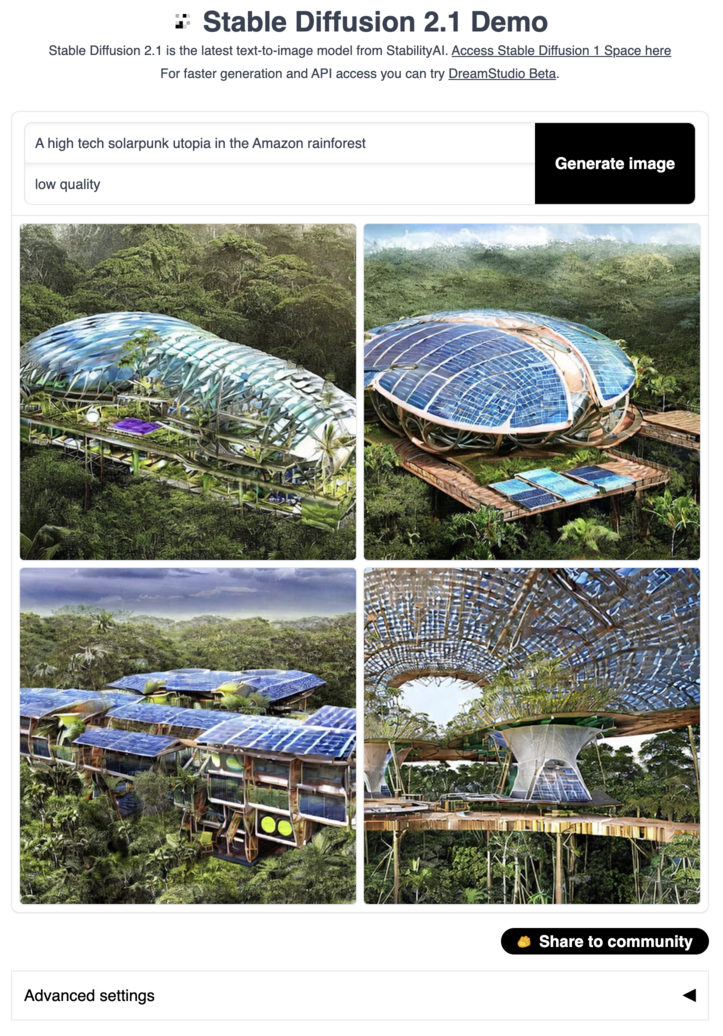 Stable Diffusion 2.1 Demo
Stable Diffusion 2.1 is the latest text-to-image model from StabilityAI. Access Stable Diffusion 1 Space here
For faster generation and API access you can try DreamStudio Beta.
A high tech solarpunk utopia in the Amazon rainforest
low quality
Generate image
Share to community
Advanced settings